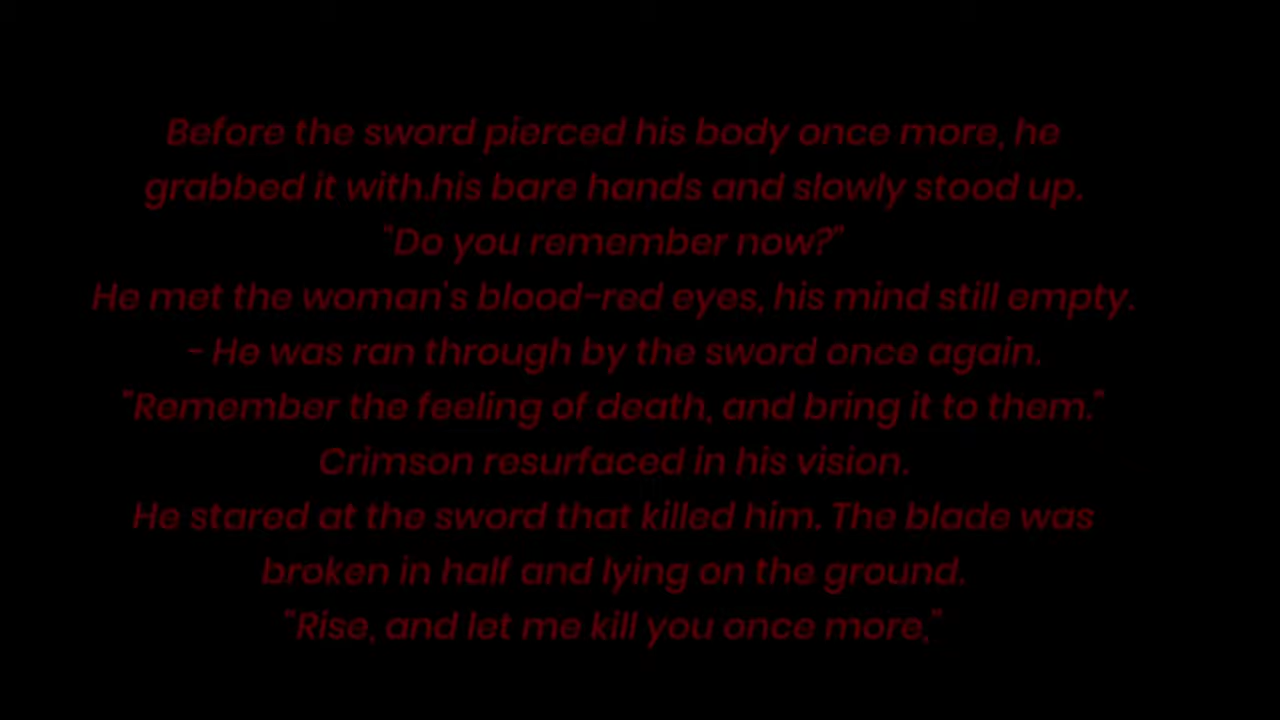 Before the sword pierced his body once more, he
grabbed it with.his bare hands and slowly stood up.
"Do you remember now?"
He met the woman's blood-red eyes, his mind still empty.
- He was ran through by the sword once again.
"Remember the feeling of death, and bring it to them."
Crimson resurfaced in his vision.
He stared at the sword that killed him. The blade was
broken in half and lying on the ground.
"Rise, and let me kill you once more,"